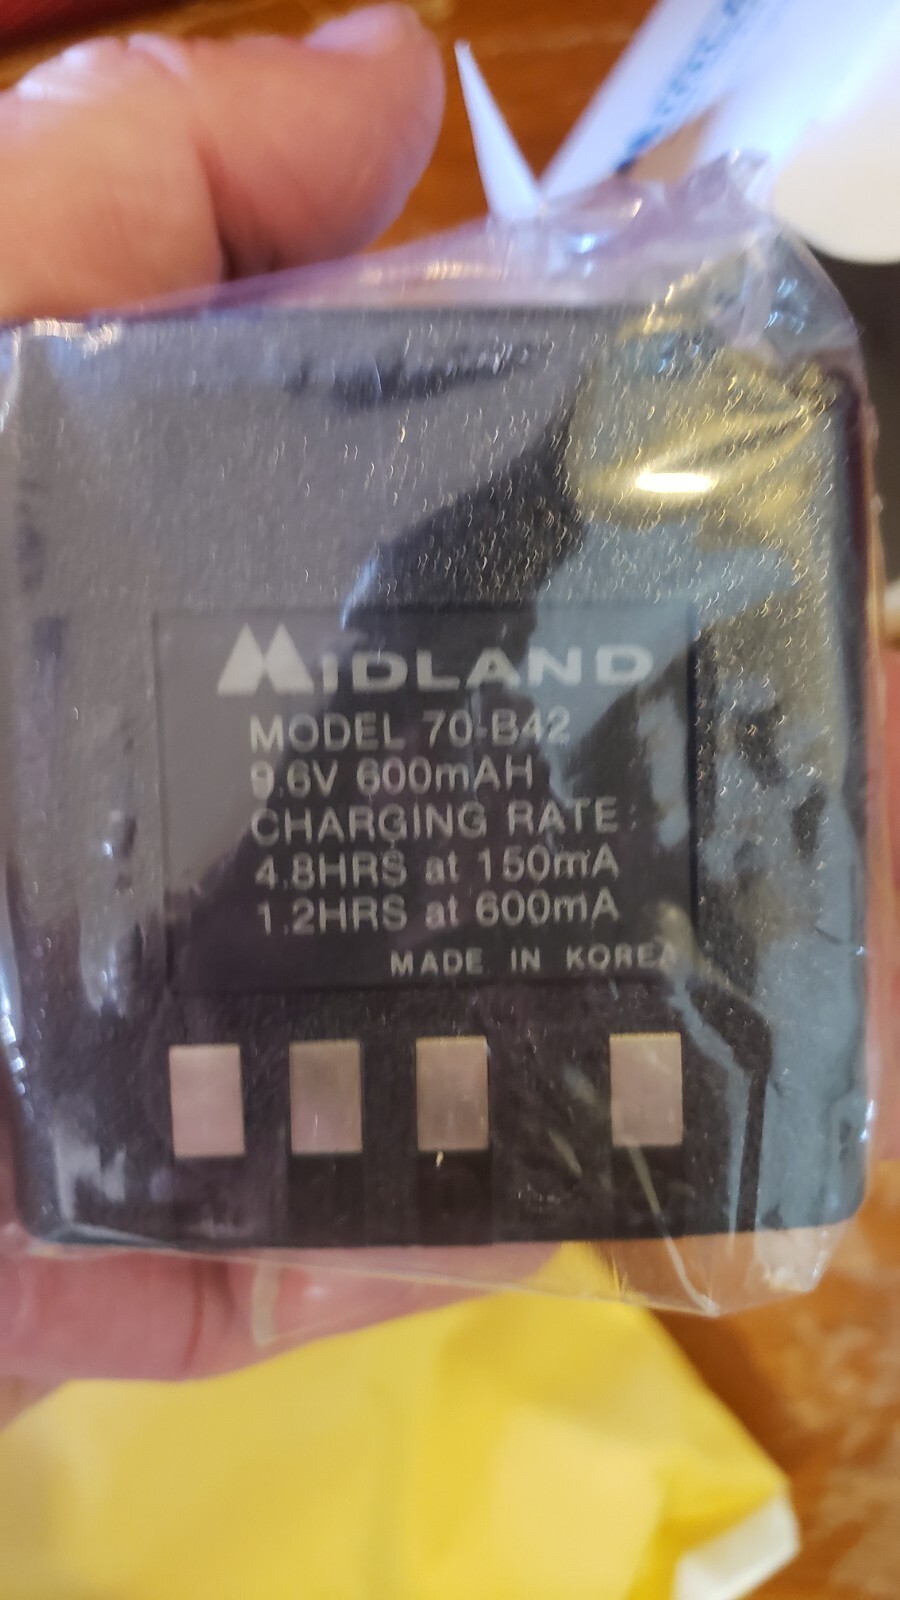 MIDLAND
MODEL 70-B42
9.6V 600mAH
CHARGING RATE:
4.8HRS at 150mA
1.2HRS at 600mA
MADE IN KOREA